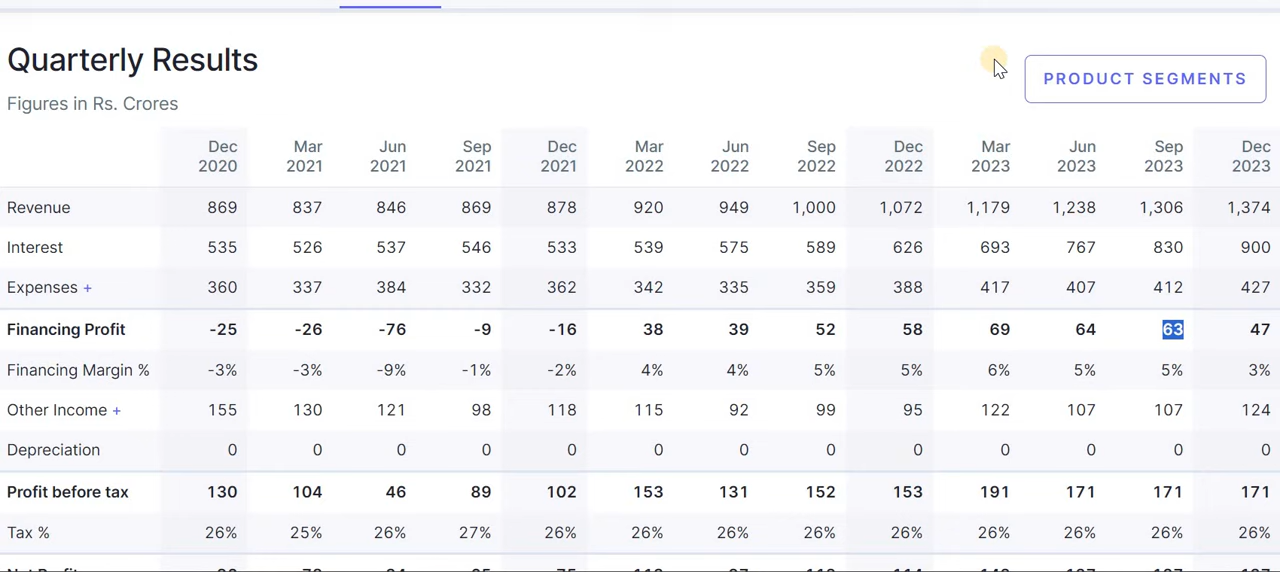 Quarterly Results
PRODUCT SEGMENTS
Figures in Rs. Crores
Dec 2020 Mar 2021 Jun 2021 Sep 2021 Dec 2021 Mar 2022 Jun 2022 Sep 2022 Dec 2022 Mar 2023 Jun 2023 Sep 2023 Dec 2023
Revenue 869 837 846 869 878 920 949 1,000 1,072 1,179 1,238 1,306 1,374
Interest 535 526 537 546 533 539 575 589 626 693 767 830 900
Expenses + 360 337 384 332 362 342 335 359 388 417 407 412 427
Financing Profit -25 -26 -76 -9 -16 38 39 52 58 69 64 63 47
Financing Margin % -3% -3% -9% -1% -2% 4% 4% 5% 5% 6% 5% 5% 3%
Other Income + 155 130 121 98 118 115 92 99 95 122 107 107 124
Depreciation 0 0 0 0 0 0 0 0 0 0 0 0 0
Profit before tax 130 104 46 89 102 153 131 152 153 191 171 171 171
Tax % 26% 25% 26% 27% 26% 26% 26% 26% 26% 26% 26% 26% 26%